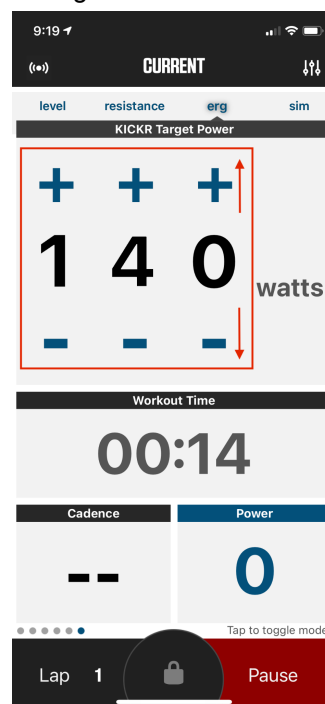 9:19
CURRENT
level resistance erg sim
KICKR Target Power
+ + +
1 4 0 watts
- - -
Workout Time
00:14
Cadence Power
-- 0
Tap to toggle mode
Lap 1 Pause